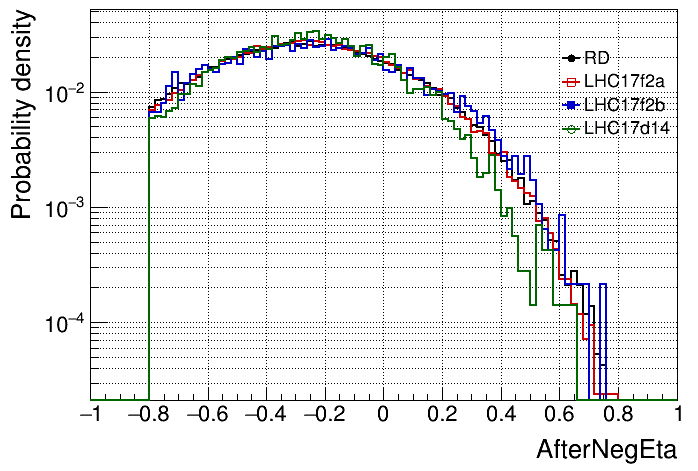 Probability density
10⁻²
10⁻³
10⁻⁴
RD
LHC17f2a
LHC17f2b
LHC17d14
−1 −0.8 −0.6 −0.4 −0.2 0 0.2 0.4 0.6 0.8 1
AfterNegEta